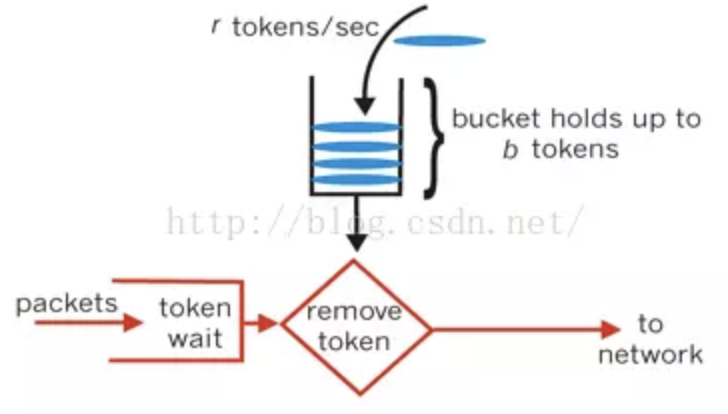 r tokens/sec
bucket holds up to
b tokens
http://blog.csdn.net/
packets
token
wait
remove
token
to
network